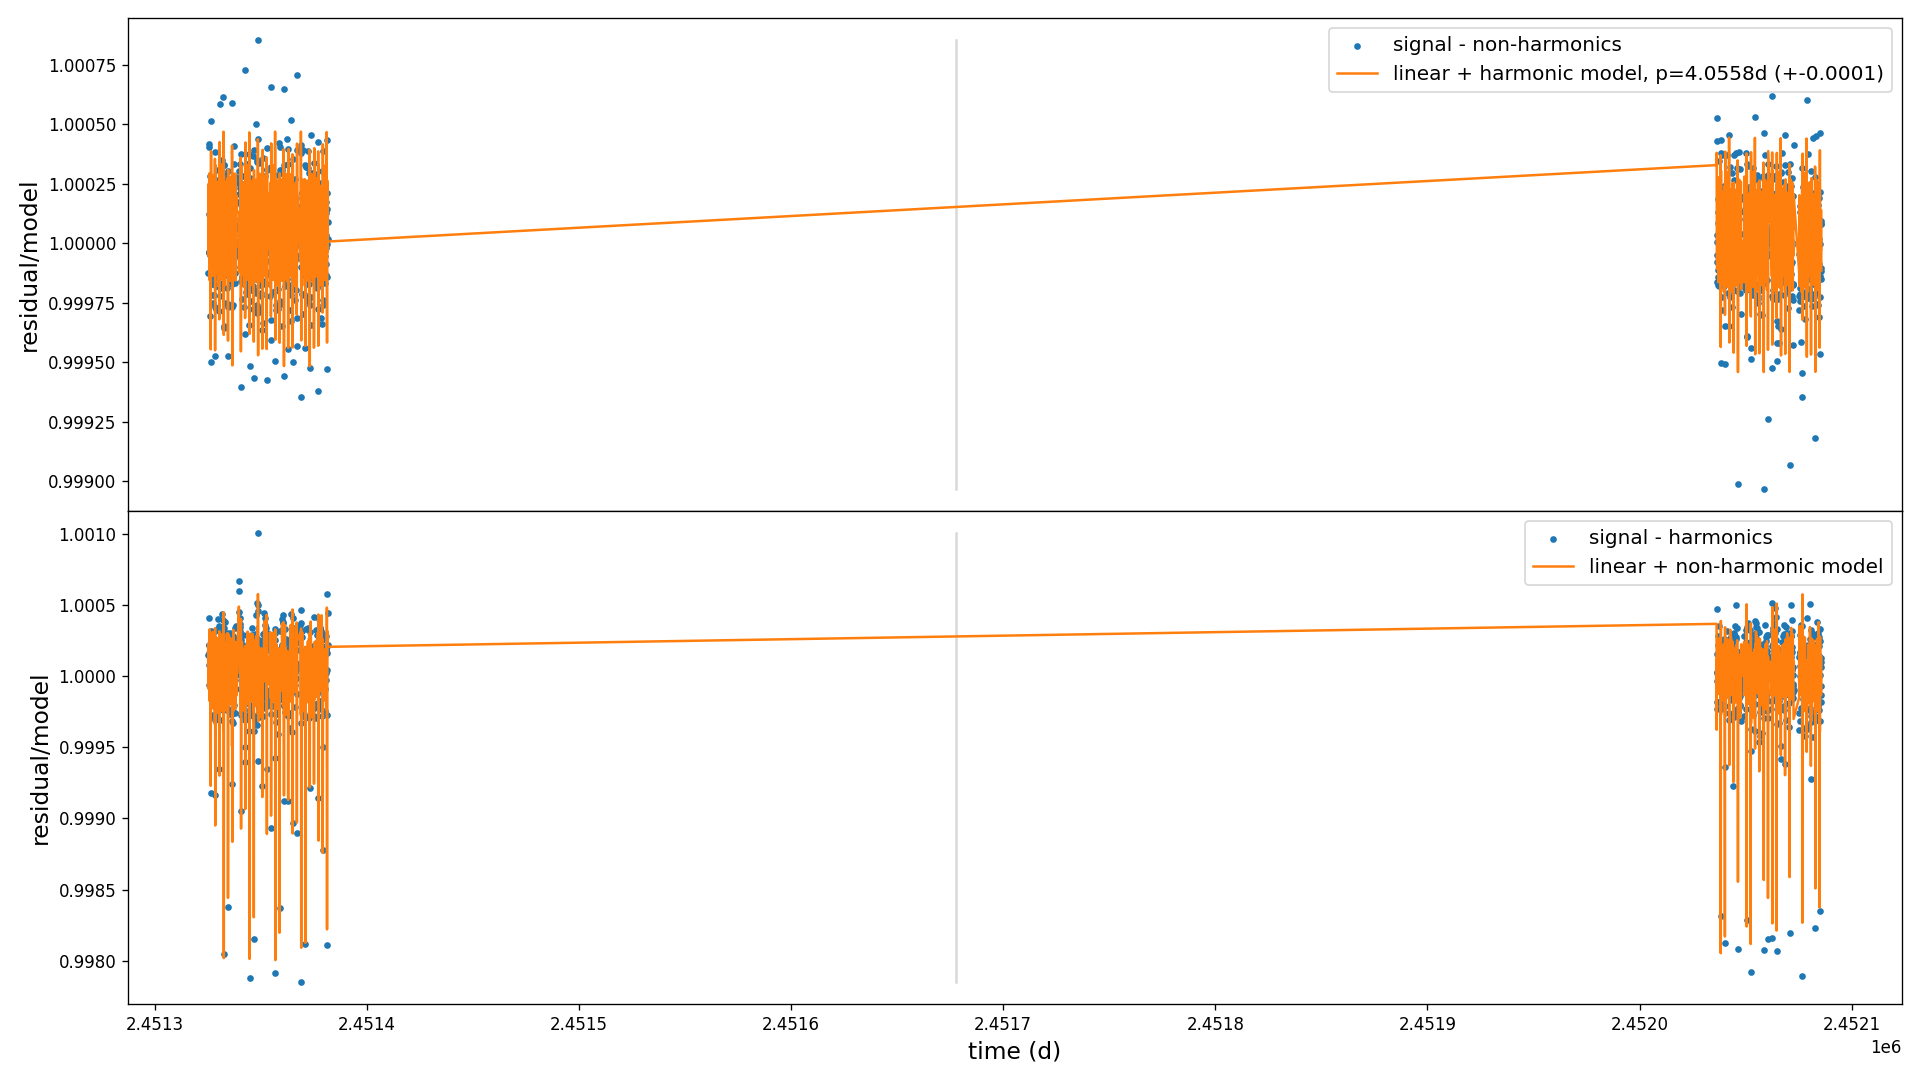 signal - non-harmonics
linear + harmonic model, p=4.0558d (+-0.0001)
1.00075
1.00050
1.00025
1.00000
0.99975
0.99950
0.99925
0.99900
residual/model
signal - harmonics
linear + non-harmonic model
1.0010
1.0005
1.0000
0.9995
0.9990
0.9985
0.9980
residual/model
2.4513 2.4514 2.4515 2.4516 2.4517 2.4518 2.4519 2.4520 2.4521
1e6
time (d)